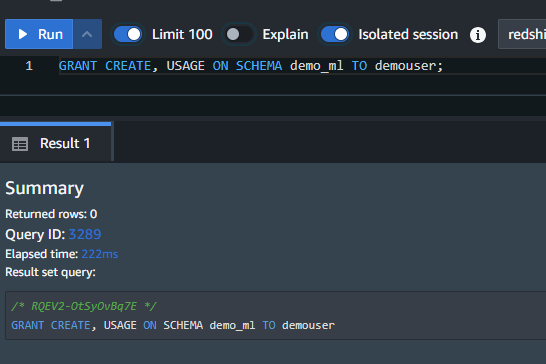 Run Limit 100 Explain Isolated session i redshi
1 GRANT CREATE, USAGE ON SCHEMA demo_ml TO demouser;
Result 1
Summary
Returned rows: 0
Query ID: 3289
Elapsed time: 222ms
Result set query:
/* RQEV2-OtSyOvBq7E */
GRANT CREATE, USAGE ON SCHEMA demo_ml TO demouser